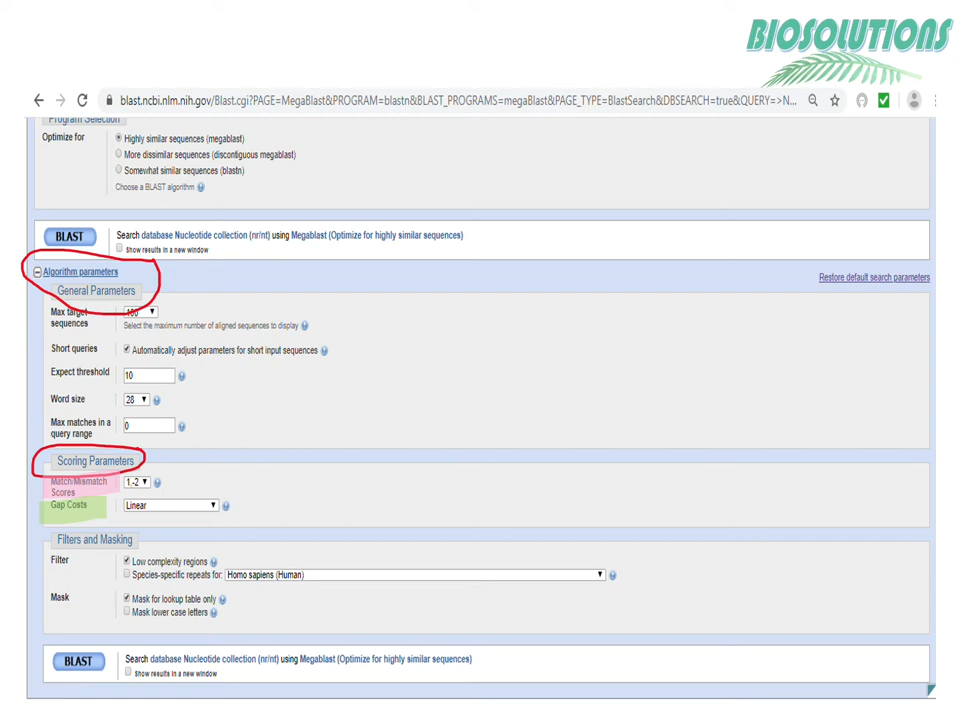 BIOSOLUTIONS
blast.ncbi.nlm.nih.gov/Blast.cgi?PAGE=MegaBlast&PROGRAM=blastn&BLAST_PROGRAMS=megaBlast&PAGE_TYPE=BlastSearch&DBSEARCH=true&QUERY=>N...
Program Selection
Optimize for
Highly similar sequences (megablast)
More dissimilar sequences (discontiguous megablast)
Somewhat similar sequences (blastn)
Choose a BLAST algorithm
BLAST
Search database Nucleotide collection (nr/nt) using Megablast (Optimize for highly similar sequences)
Show results in a new window
Algorithm parameters
Restore default search parameters
General Parameters
Max target sequences
100
Select the maximum number of aligned sequences to display
Short queries
Automatically adjust parameters for short input sequences
Expect threshold
10
Word size
28
Max matches in a query range
0
Scoring Parameters
Match/Mismatch Scores
1,-2
Gap Costs
Linear
Filters and Masking
Filter
Low complexity regions
Species-specific repeats for:
Homo sapiens (Human)
Mask
Mask for lookup table only
Mask lower case letters
BLAST
Search database Nucleotide collection (nr/nt) using Megablast (Optimize for highly similar sequences)
Show results in a new window